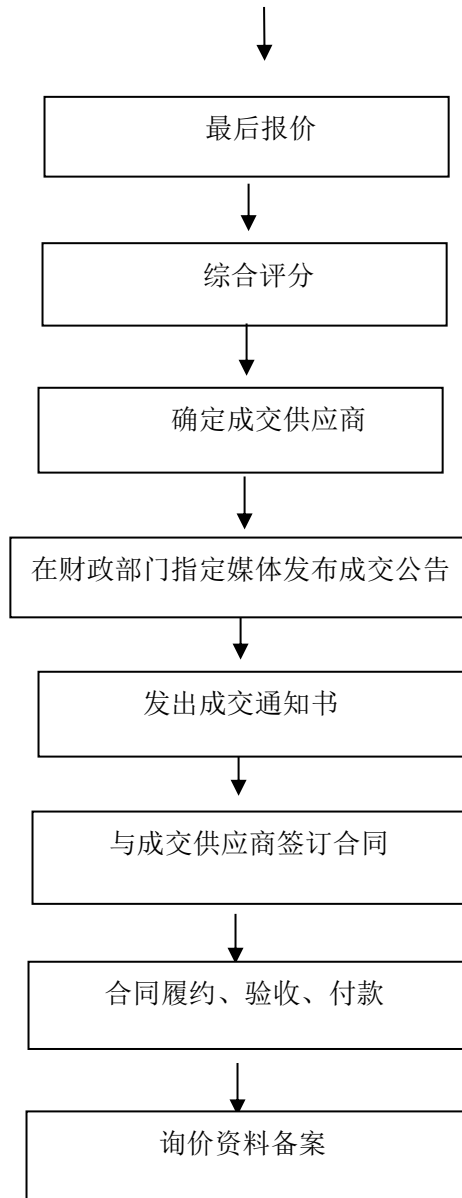 最后报价
综合评分
确定成交供应商
在财政部门指定媒体发布成交公告
发出成交通知书
与成交供应商签订合同
合同履约、验收、付款
询价资料备案